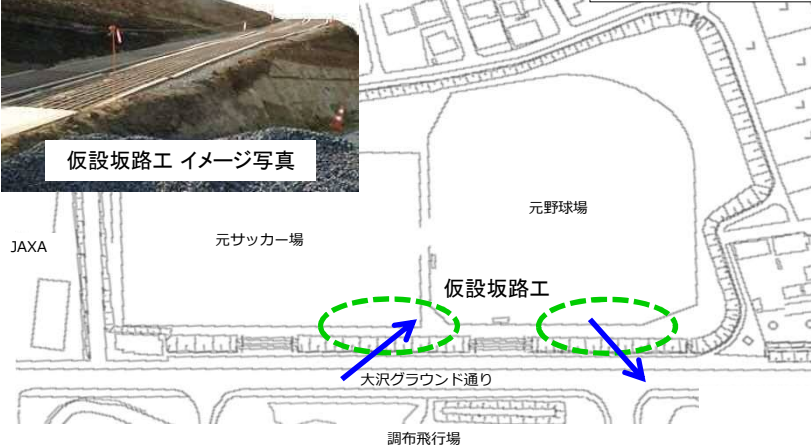 仮設坂路工 イメージ写真
元野球場
元サッカー場
JAXA
仮設坂路工
大沢グラウンド通り
調布飛行場